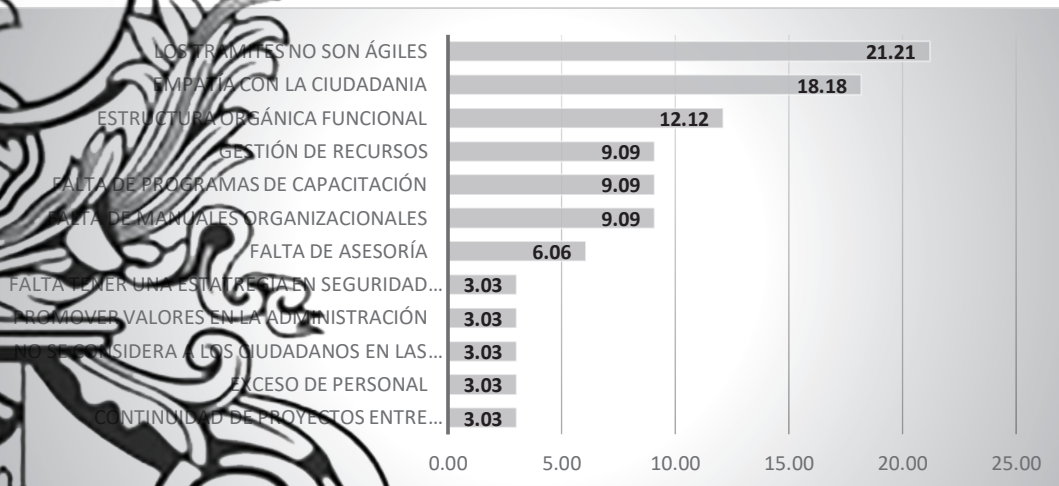 LOS TRAMITES NO SON ÁGILES 21.21
EMPATÍA CON LA CIUDADANIA 18.18
ESTRUCTURA ORGÁNICA FUNCIONAL 12.12
GESTIÓN DE RECURSOS 9.09
FALTA DE PROGRAMAS DE CAPACITACIÓN 9.09
FALTA DE MANUALES ORGANIZACIONALES 9.09
FALTA DE ASESORÍA 6.06
FALTA TENER UNA ESTATREGIA EN SEGURIDAD... 3.03
PROMOVER VALORES EN LA ADMINISTRACIÓN 3.03
NO SE CONSIDERA A LOS CIUDADANOS EN LAS... 3.03
EXCESO DE PERSONAL 3.03
CONTINUIDAD DE PROYECTOS ENTRE... 3.03
0.00 5.00 10.00 15.00 20.00 25.00